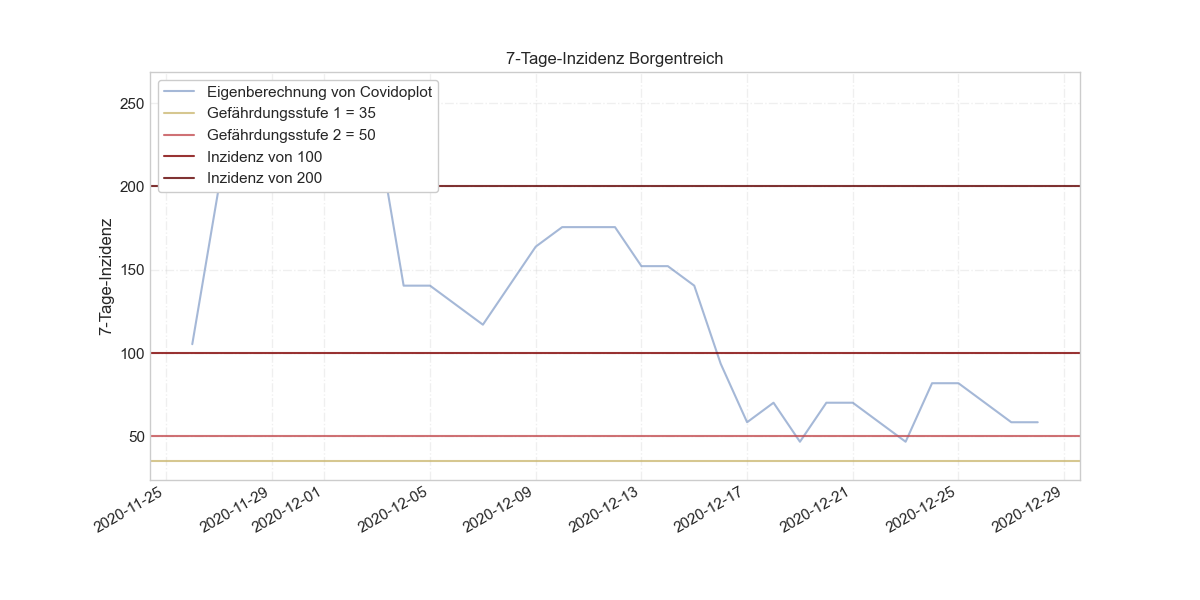 7-Tage-Inzidenz Borgentreich
Eigenberechnung von Covidoplot
Gefährdungsstufe 1 = 35
Gefährdungsstufe 2 = 50
Inzidenz von 100
Inzidenz von 200
7-Tage-Inzidenz
250
200
150
100
50
2020-11-25
2020-11-29
2020-12-01
2020-12-05
2020-12-09
2020-12-13
2020-12-17
2020-12-21
2020-12-25
2020-12-29